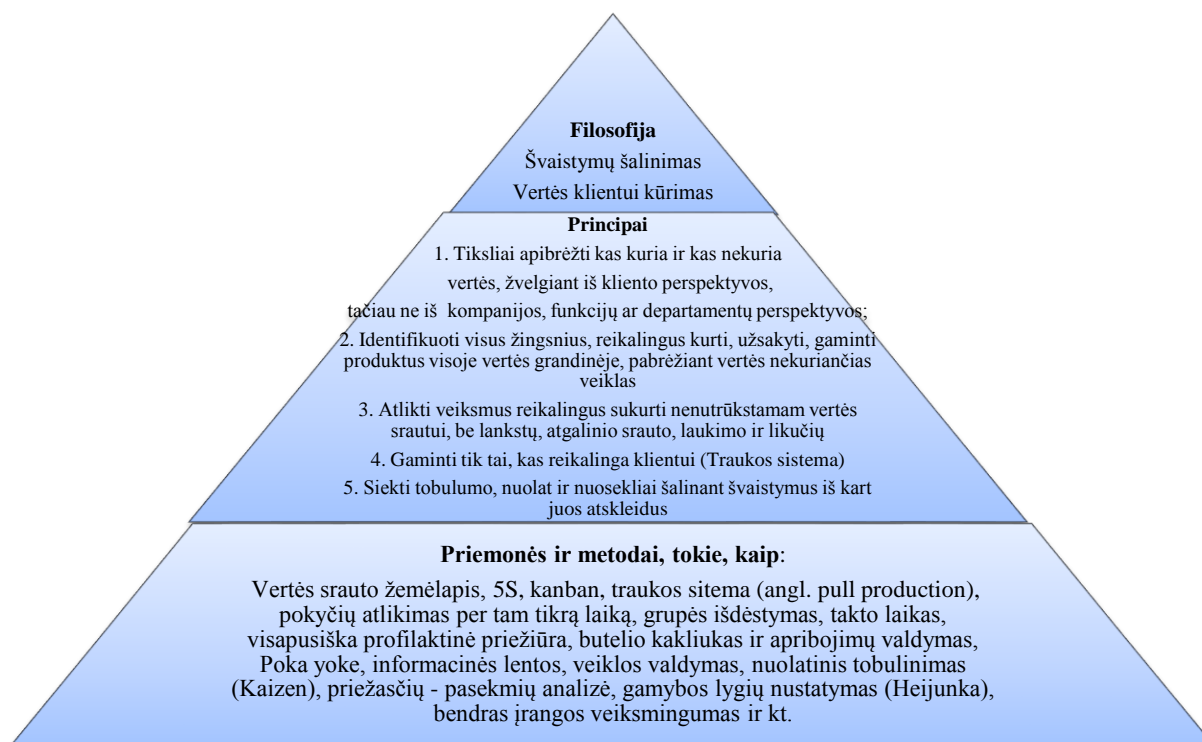 Filosofija
Švaistymų šalinimas
Vertės klientui kūrimas
Principai
1. Tiksliai apibrėžti kas kuria ir kas nekuria
vertės, žvelgiant iš kliento perspektyvos,
tačiau ne iš kompanijos, funkcijų ar departamentų perspektyvos;
2. Identifikuoti visus žingsnius, reikalingus kurti, užsakyti, gaminti
produktus visoje vertės grandinėje, pabrėžiant vertės nekuriančias
veiklas
3. Atlikti veiksmus reikalingus sukurti nenutrūkstamam vertės
srautui, be lankstų, atgalinio srauto, laukimo ir likučių
4. Gaminti tik tai, kas reikalinga klientui (Traukos sistema)
5. Siekti tobulumo, nuolat ir nuosekliai šalinant švaistymus iš kart
juos atskleidus
Priemonės ir metodai, tokie, kaip:
Vertės srauto žemėlapis, 5S, kanban, traukos sitema (angl. pull production),
pokyčių atlikimas per tam tikrą laiką, grupės išdėstymas, takto laikas,
visapusiška profilaktinė priežiūra, butelio kakliukas ir apribojimų valdymas,
Poka yoke, informacinės lentos, veiklos valdymas, nuolatinis tobulinimas
(Kaizen), priežasčių - pasekmių analizė, gamybos lygių nustatymas (Heijunka),
bendras įrangos veiksmingumas ir kt.